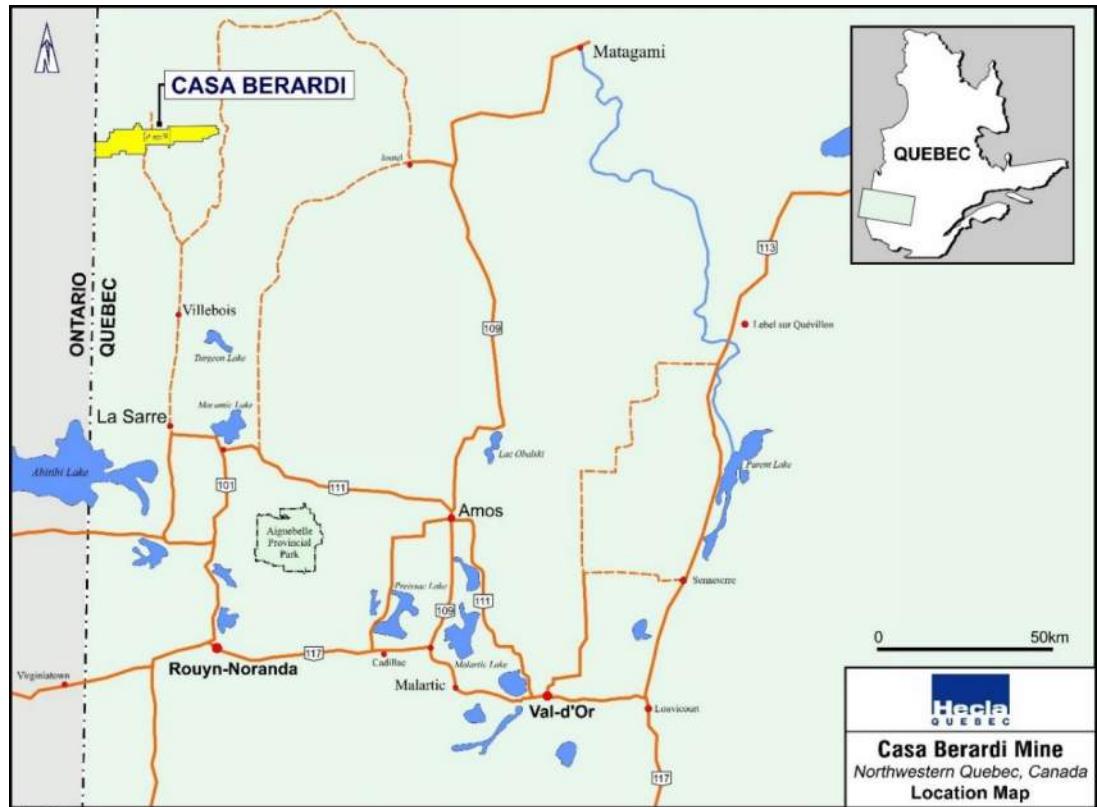 Matagami
CASA BERARDI
Joutel
QUEBEC
113
ONTARIO
QUEBEC
Villebois
109
Lebel sur Quévillon
Turgeon Lake
La Sarre
Macamic Lake
Lac Obalski
Abitibi Lake
Parent Lake
101
111
Amos
Aiguebelle
Provincial
Park
Senneterre
Preissac Lake
109
111
0
50km
117
Cadillac
Rouyn-Noranda
Malartic Lake
Virginiatown
Malartic
Val-d'Or
Louvicourt
117
Hecla
QUEBEC
Casa Berardi Mine
Northwestern Quebec, Canada
Location Map